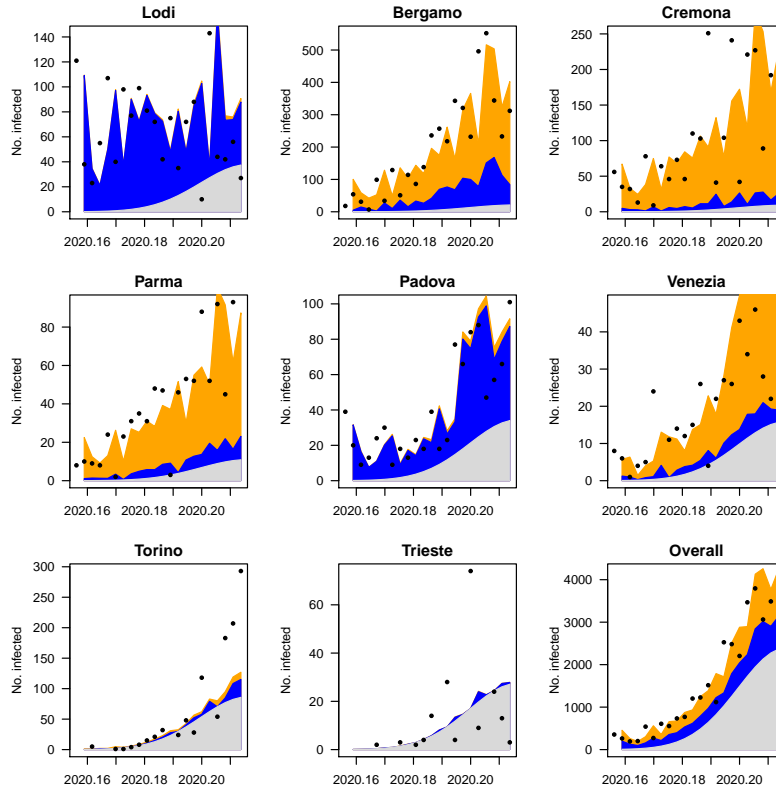 Lodi
No. infected
0 20 40 60 80 100 120 140
2020.16 2020.18 2020.20
Bergamo
No. infected
0 100 200 300 400 500
2020.16 2020.18 2020.20
Cremona
No. infected
0 50 100 150 200 250
2020.16 2020.18 2020.20
Parma
No. infected
0 20 40 60 80
2020.16 2020.18 2020.20
Padova
No. infected
0 20 40 60 80 100
2020.16 2020.18 2020.20
Venezia
No. infected
0 10 20 30 40
2020.16 2020.18 2020.20
Torino
No. infected
0 50 100 150 200 250 300
2020.16 2020.18 2020.20
Trieste
No. infected
0 20 40 60
2020.16 2020.18 2020.20
Overall
No. infected
0 1000 2000 3000 4000
2020.16 2020.18 2020.20